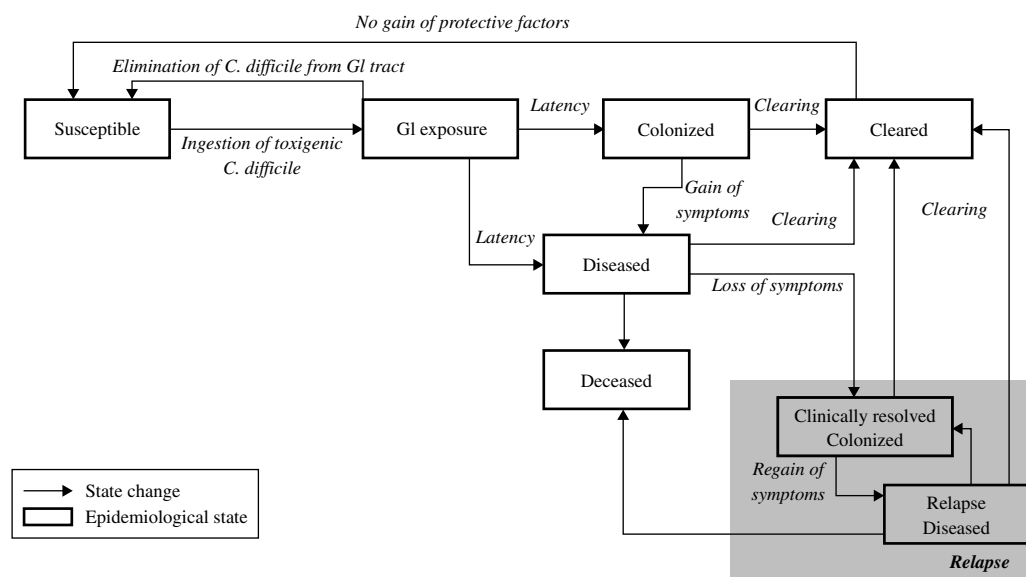 No gain of protective factors
Elimination of C. difficile from Gl tract
Susceptible
Ingestion of toxigenic
C. difficile
Gl exposure
Latency
Colonized
Clearing
Cleared
Gain of
symptoms
Latency
Diseased
Clearing
Clearing
Loss of symptoms
Deceased
Clinically resolved
Colonized
Regain of
symptoms
Relapse
Diseased
Relapse
State change
Epidemiological state